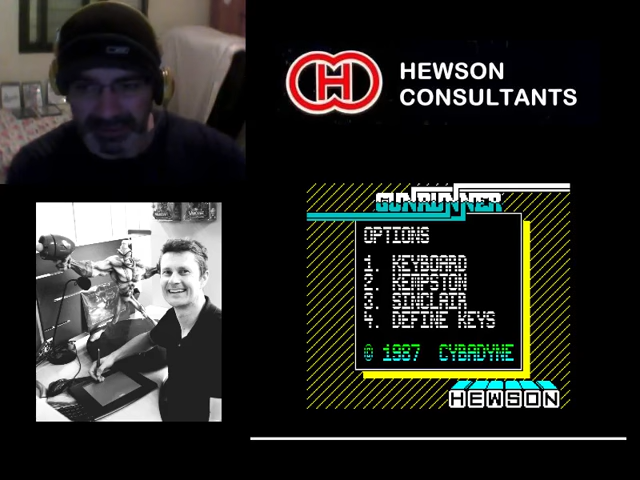 HEWSON
CONSULTANTS
GUNRUNNER
OPTIONS
1. KEYBOARD
2. KEMPSTON
3. SINCLAIR
4. DEFINE KEYS
© 1987 CYBADYNE
HEWSON